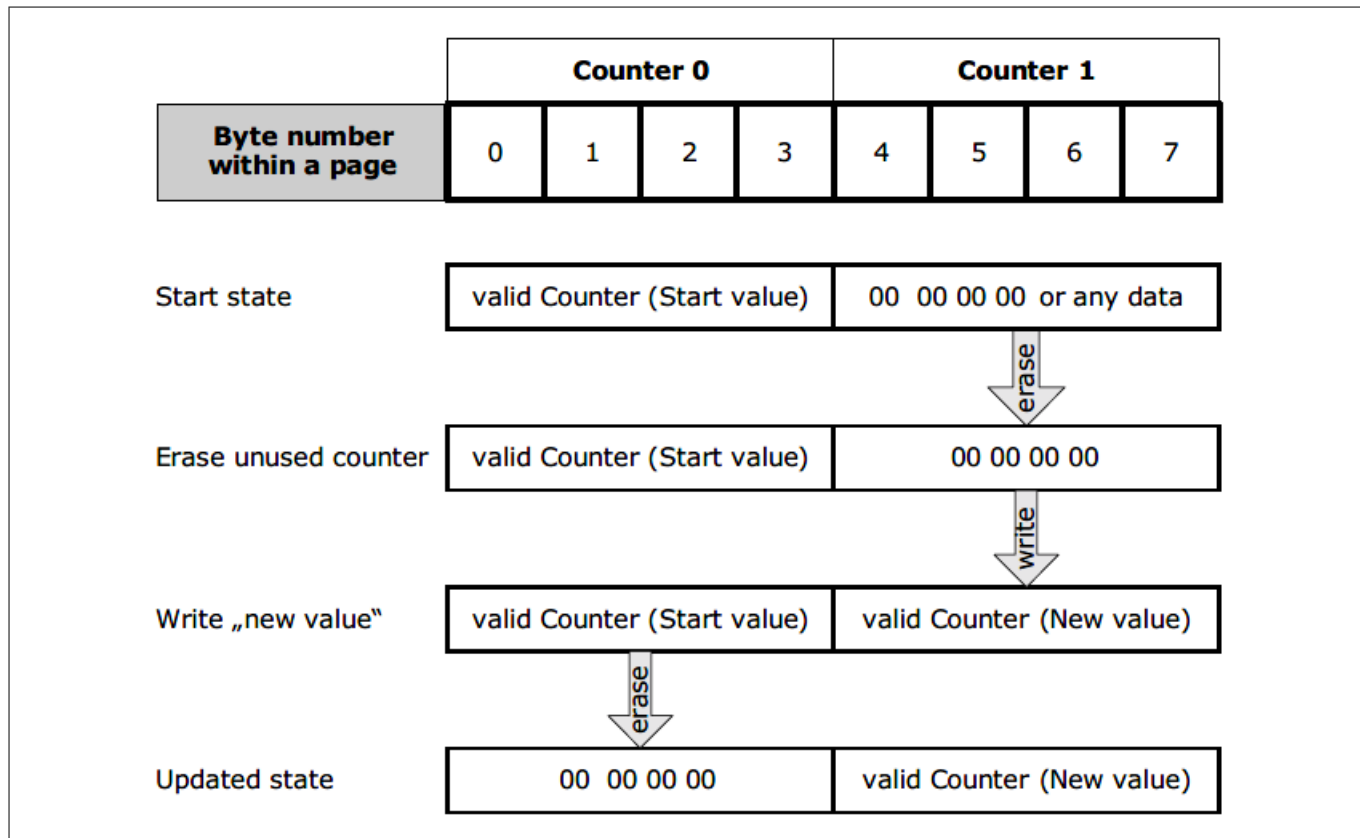 Counter 0 Counter 1
Byte number
within a page
0 1 2 3 4 5 6 7
Start state valid Counter (Start value) 00 00 00 00 or any data
erase
Erase unused counter valid Counter (Start value) 00 00 00 00
write
Write „new value“ valid Counter (Start value) valid Counter (New value)
erase
Updated state 00 00 00 00 valid Counter (New value)